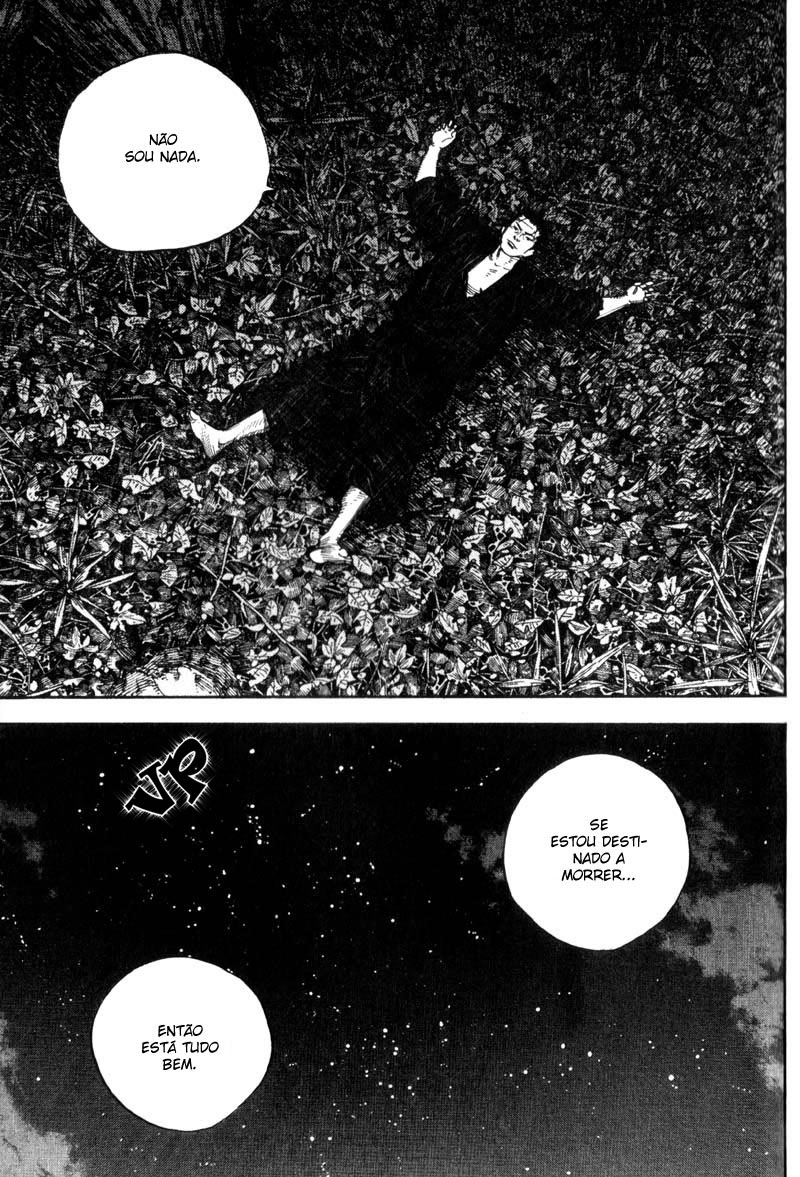 NÃO
SOU NADA.
VP
SE
ESTOU DESTI-
NADO A
MORRER...
ENTÃO
ESTÁ TUDO
BEM.